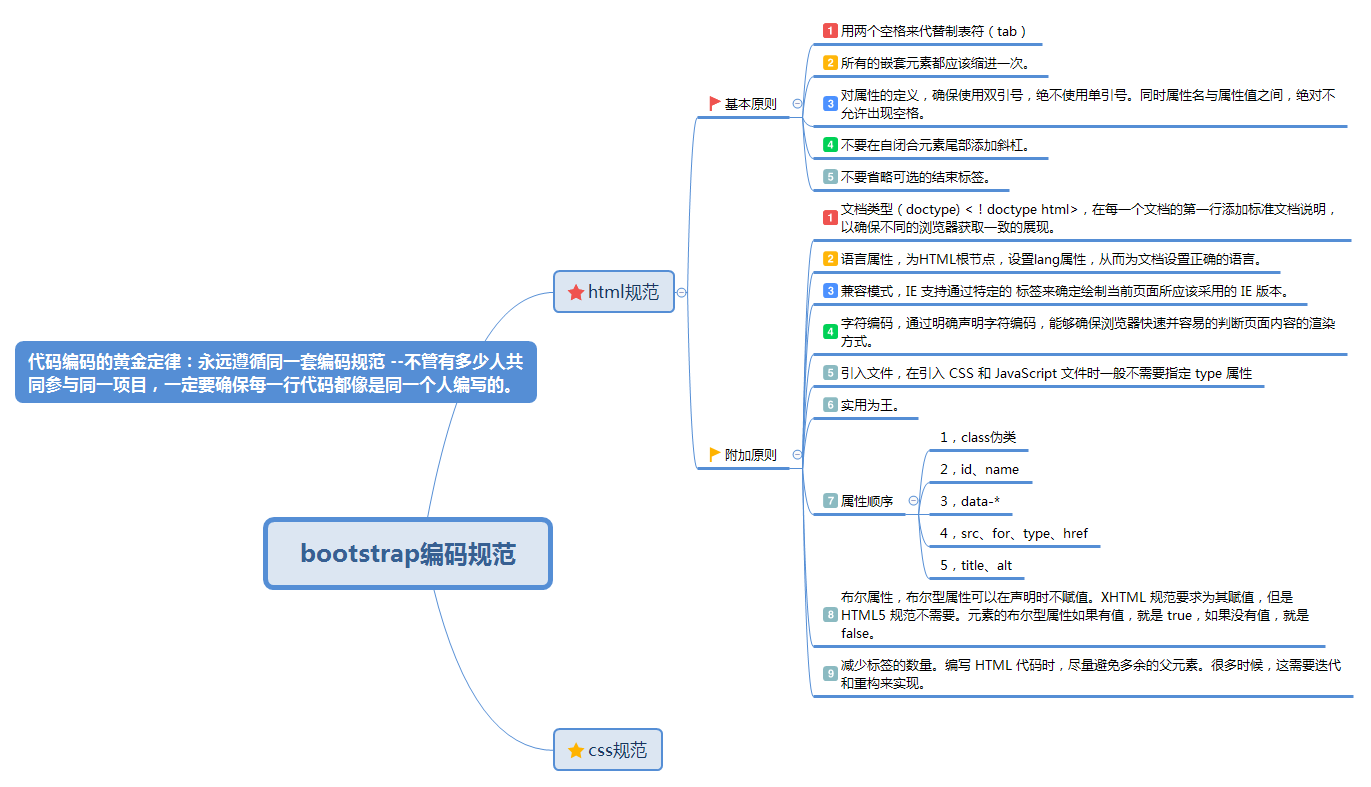 1 用两个空格来代替制表符（tab）
2 所有的嵌套元素都应该缩进一次。
基本原则
3 对属性的定义，确保使用双引号，绝不使用单引号。同时属性名与属性值之间，绝对不
允许出现空格。
4 不要在自闭合元素尾部添加斜杠。
5 不要省略可选的结束标签。
html规范
1 文档类型（doctype) <！doctype html>，在每一个文档的第一行添加标准文档说明，
以确保不同的浏览器获取一致的展现。
2 语言属性，为HTML根节点，设置lang属性，从而为文档设置正确的语言。
3 兼容模式，IE 支持通过特定的 标签来确定绘制当前页面所应该采用的 IE 版本。
4 字符编码，通过明确声明字符编码，能够确保浏览器快速并容易的判断页面内容的渲染
方式。
5 引入文件，在引入 CSS 和 JavaScript 文件时一般不需要指定 type 属性
6 实用为王。
附加原则
7 属性顺序
1，class伪类
2，id、name
3，data-*
4，src、for、type、href
5，title、alt
8 布尔属性，布尔型属性可以在声明时不赋值。XHTML 规范要求为其赋值，但是
HTML5 规范不需要。元素的布尔型属性如果有值，就是 true，如果没有值，就是
false。
9 减少标签的数量。编写 HTML 代码时，尽量避免多余的父元素。很多时候，这需要迭代
和重构来实现。
代码编码的黄金定律：永远遵循同一套编码规范 --不管有多少人共
同参与同一项目，一定要确保每一行代码都像是同一个人编写的。
bootstrap编码规范
css规范